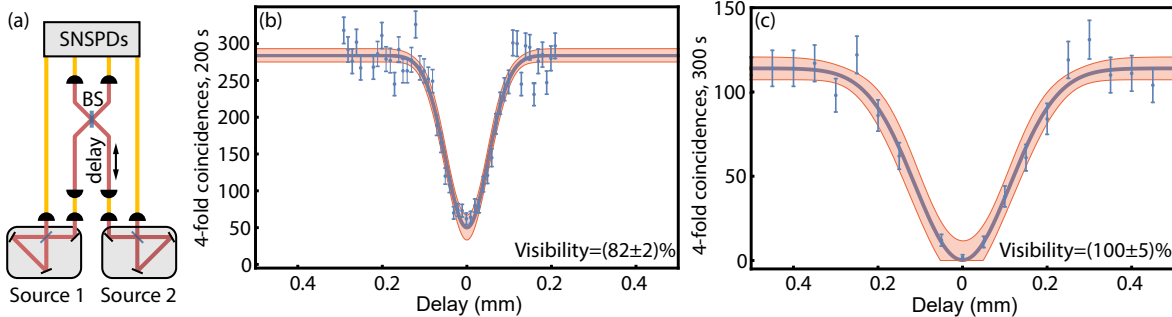 (a)
SNSPDs
BS
delay
Source 1 Source 2
(b)
4-fold coincidences, 200 s
300
250
200
150
100
50
0
0.4 0.2 0 0.2 0.4
Delay (mm)
Visibility=(82±2)%
(c)
4-fold coincidences, 300 s
150
100
50
0
0.4 0.2 0 0.2 0.4
Delay (mm)
Visibility=(100±5)%